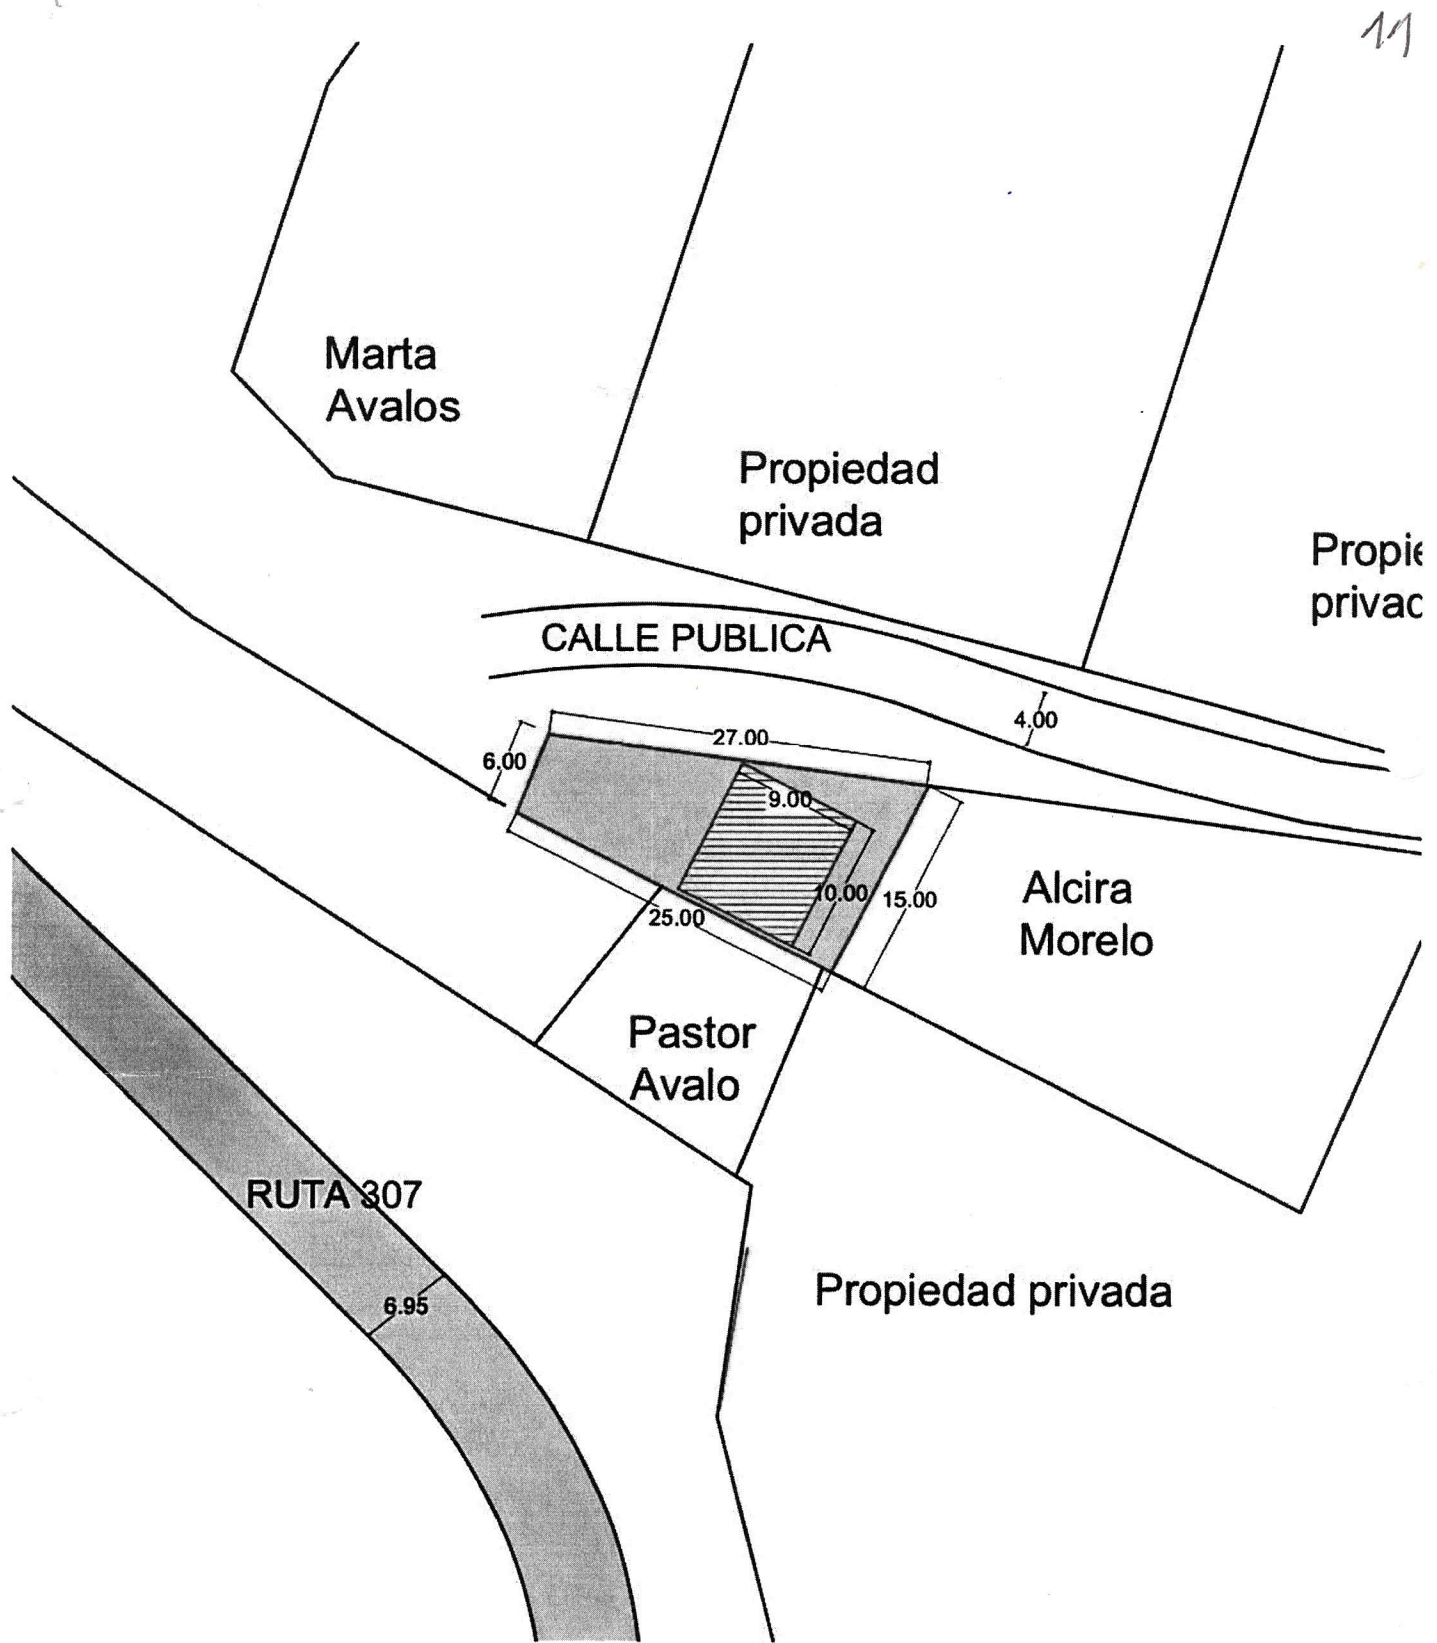 11
Marta
Avalos
Propiedad
privada
Propie
privac
CALLE PUBLICA
4.00
27.00
6.00
9.00
10.00
15.00
25.00
Alcira
Morelo
Pastor
Avalo
RUTA 307
6.95
Propiedad privada